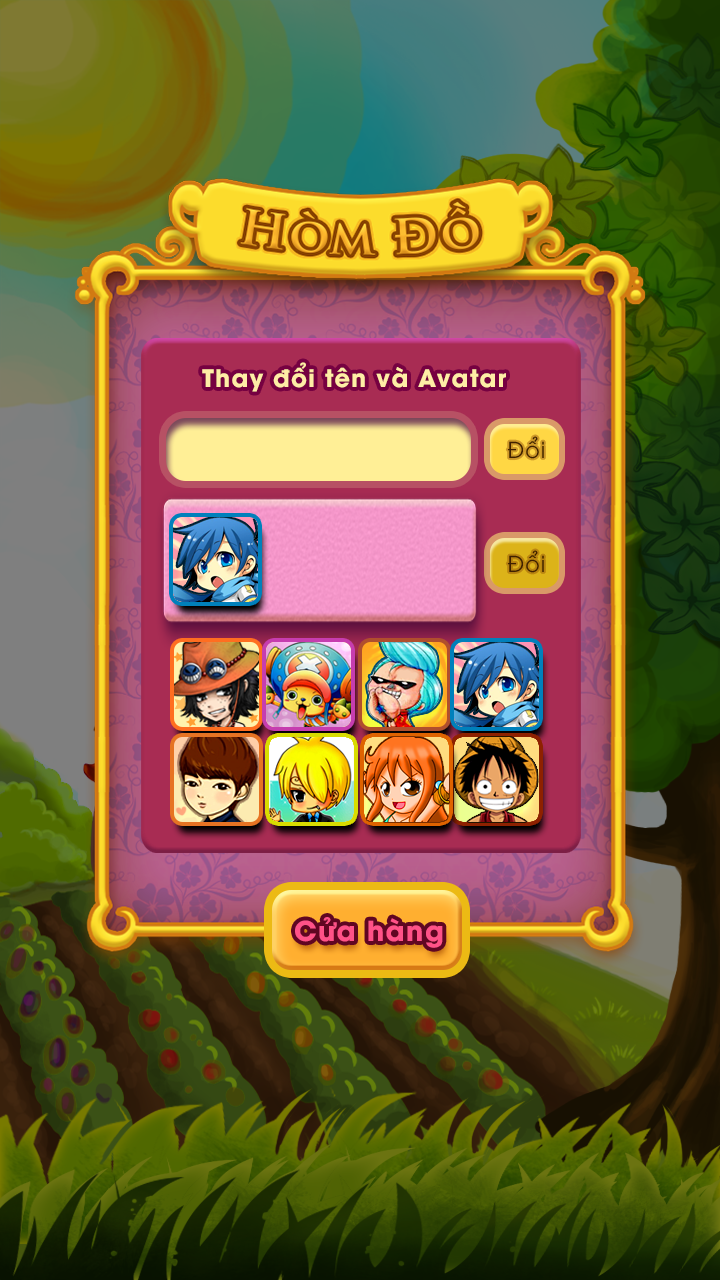 HÒM ĐỒ
Thay đổi tên và Avatar
Đổi
Đổi
Cửa hàng